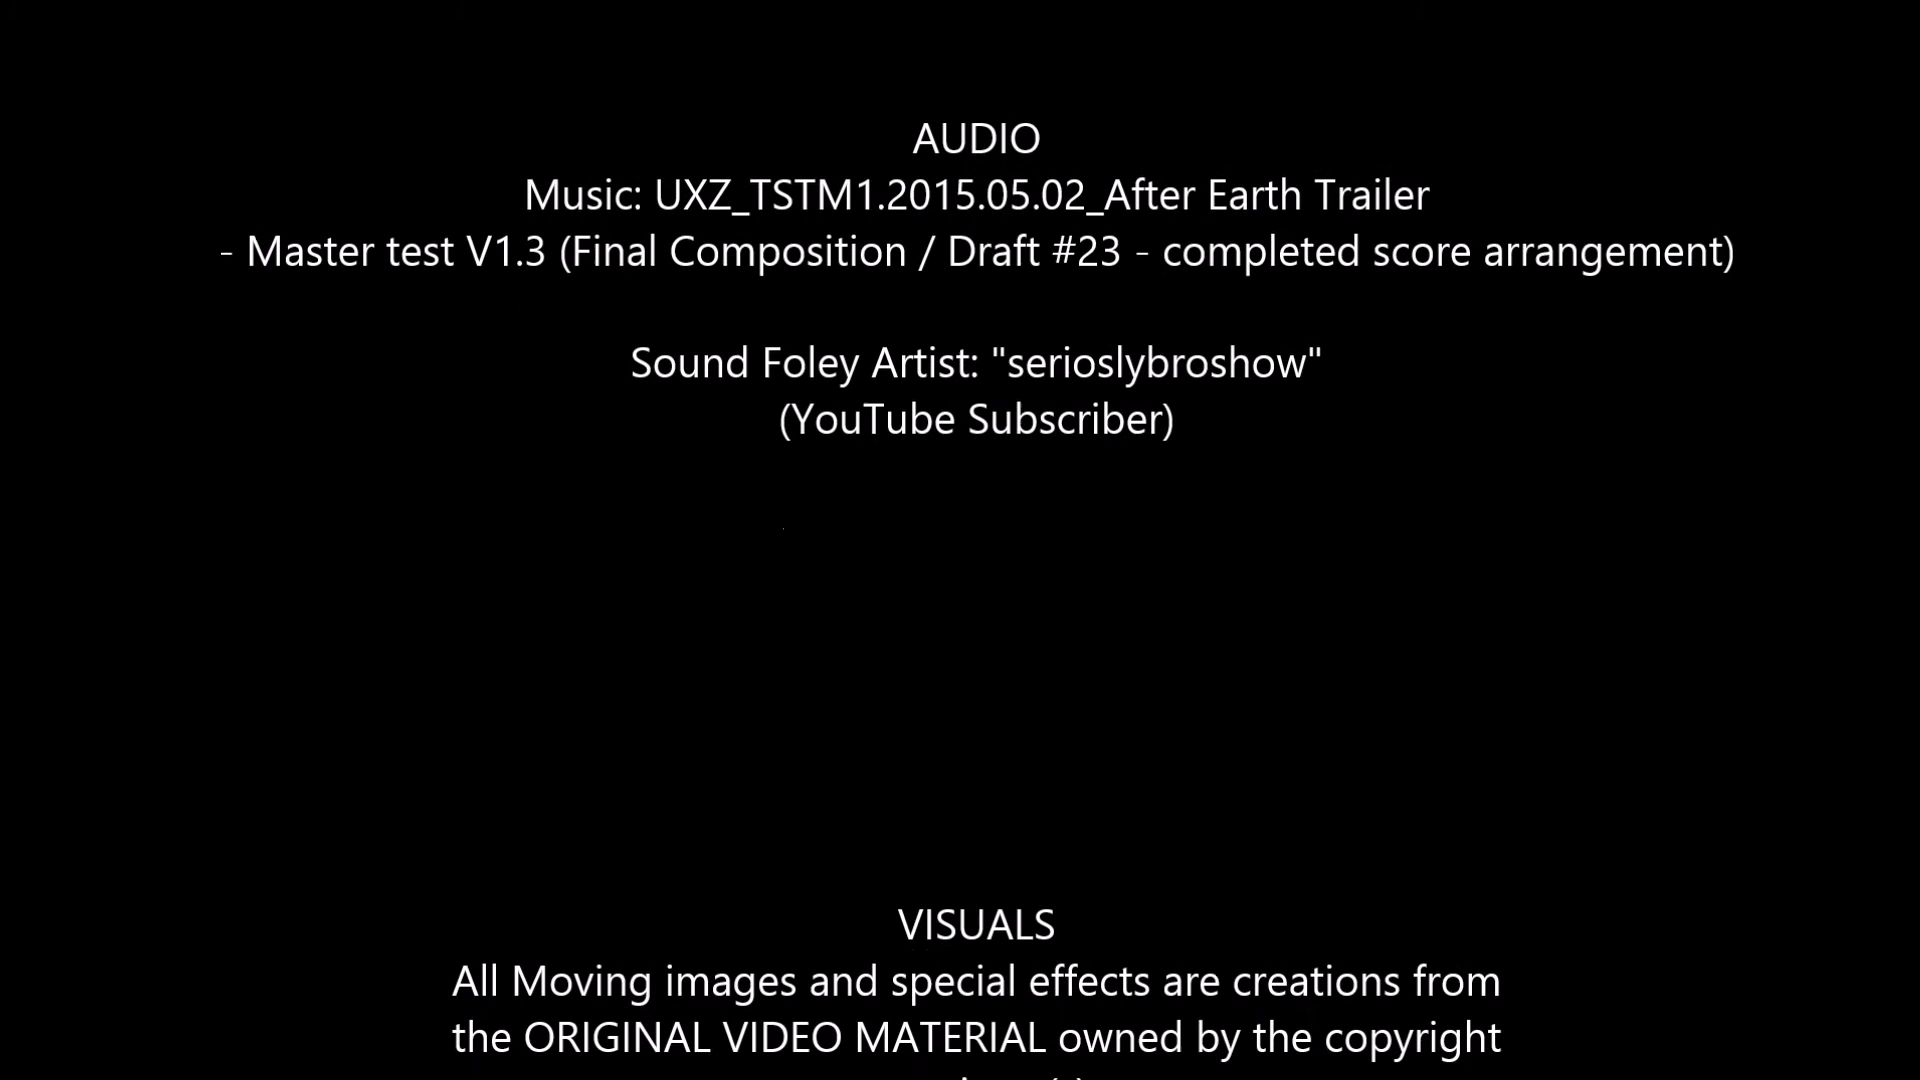 AUDIO
Music: UXZ_TSTM1.2015.05.02_After Earth Trailer
- Master test V1.3 (Final Composition / Draft #23 - completed score arrangement)
Sound Foley Artist: "serioslybroshow"
(YouTube Subscriber)
VISUALS
All Moving images and special effects are creations from
the ORIGINAL VIDEO MATERIAL owned by the copyright